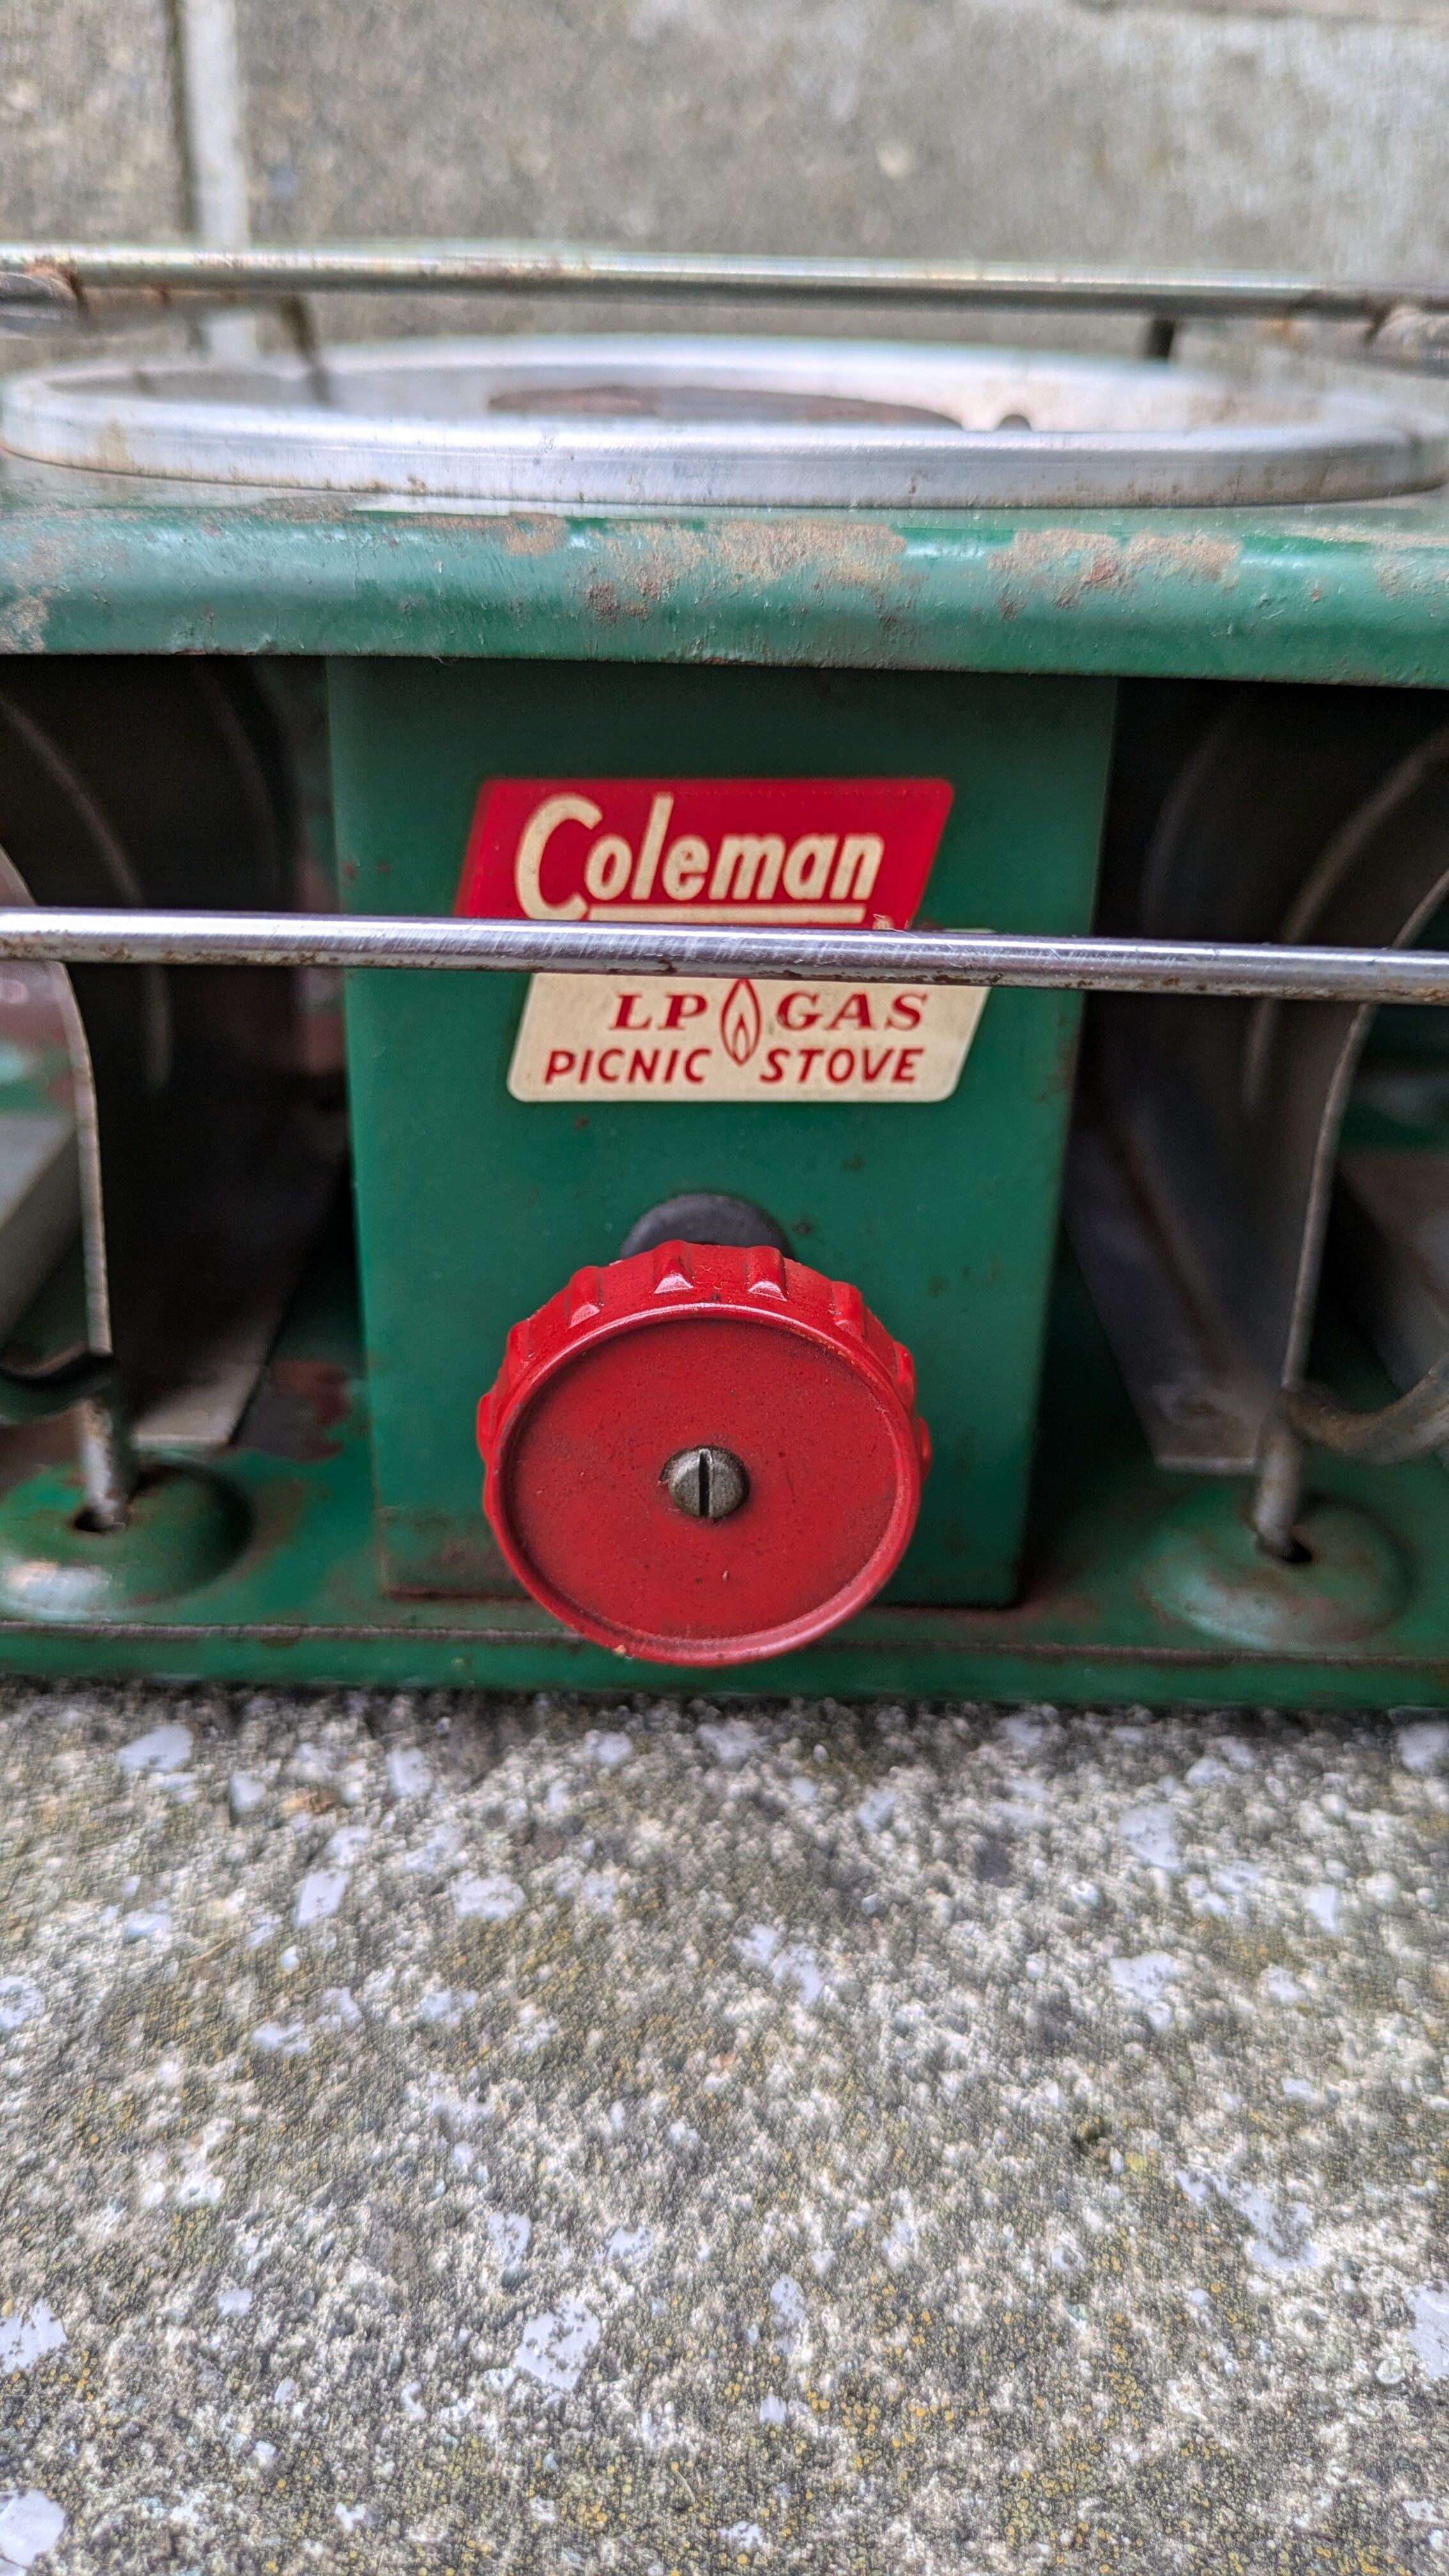 Coleman
LP GAS
PICNIC STOVE